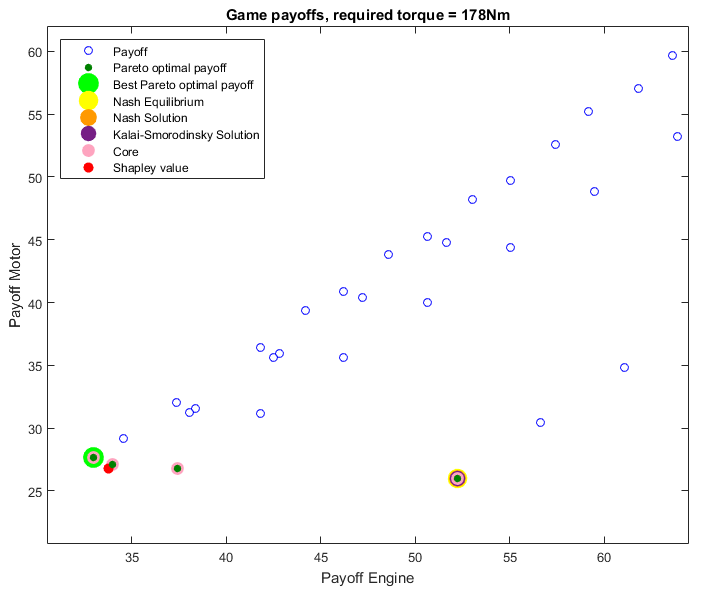 Game payoffs, required torque = 178Nm
Payoff
Pareto optimal payoff
Best Pareto optimal payoff
Nash Equilibrium
Nash Solution
Kalai-Smorodinsky Solution
Core
Shapley value
60
55
50
45
40
35
30
25
Payoff Motor
35
40
45
50
55
60
Payoff Engine